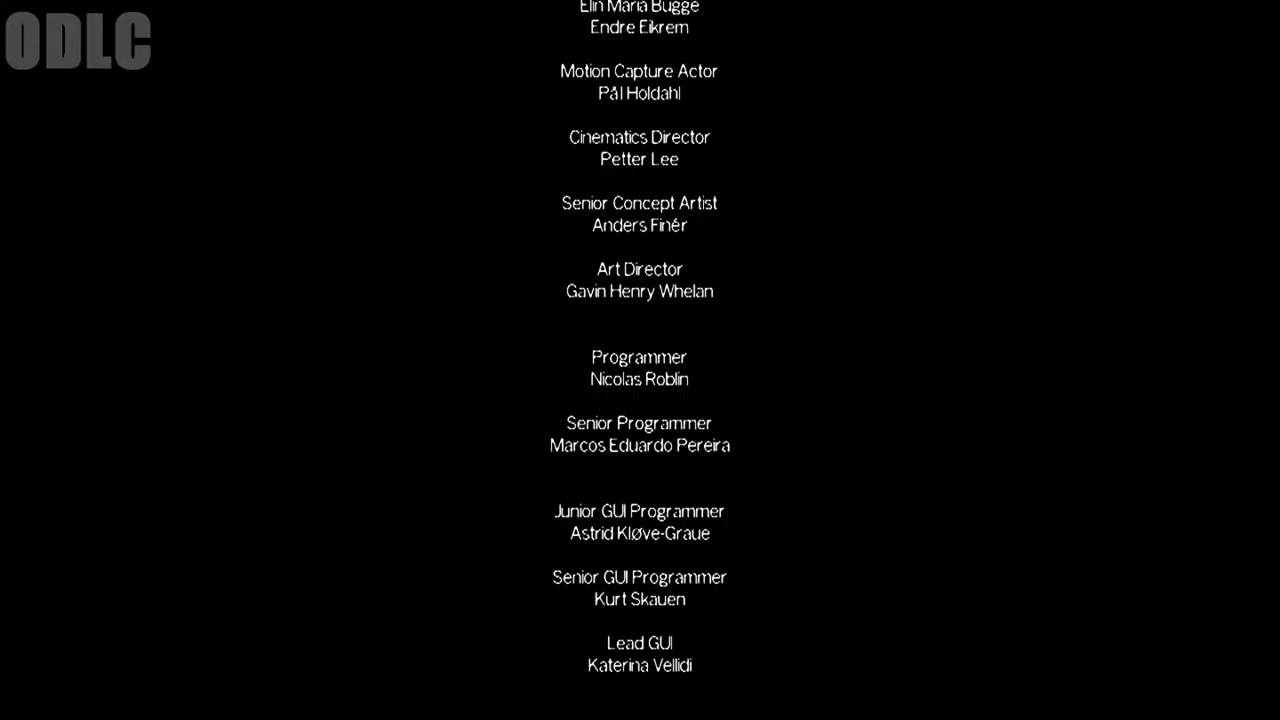 ODLC
Elin Maria Bugge
Endre Eikrem
Motion Capture Actor
Pål Holdahl
Cinematics Director
Petter Lee
Senior Concept Artist
Anders Finér
Art Director
Gavin Henry Whelan
Programmer
Nicolas Roblin
Senior Programmer
Marcos Eduardo Pereira
Junior GUI Programmer
Astrid Kløve-Graue
Senior GUI Programmer
Kurt Skauen
Lead GUI
Katerina Vellidi